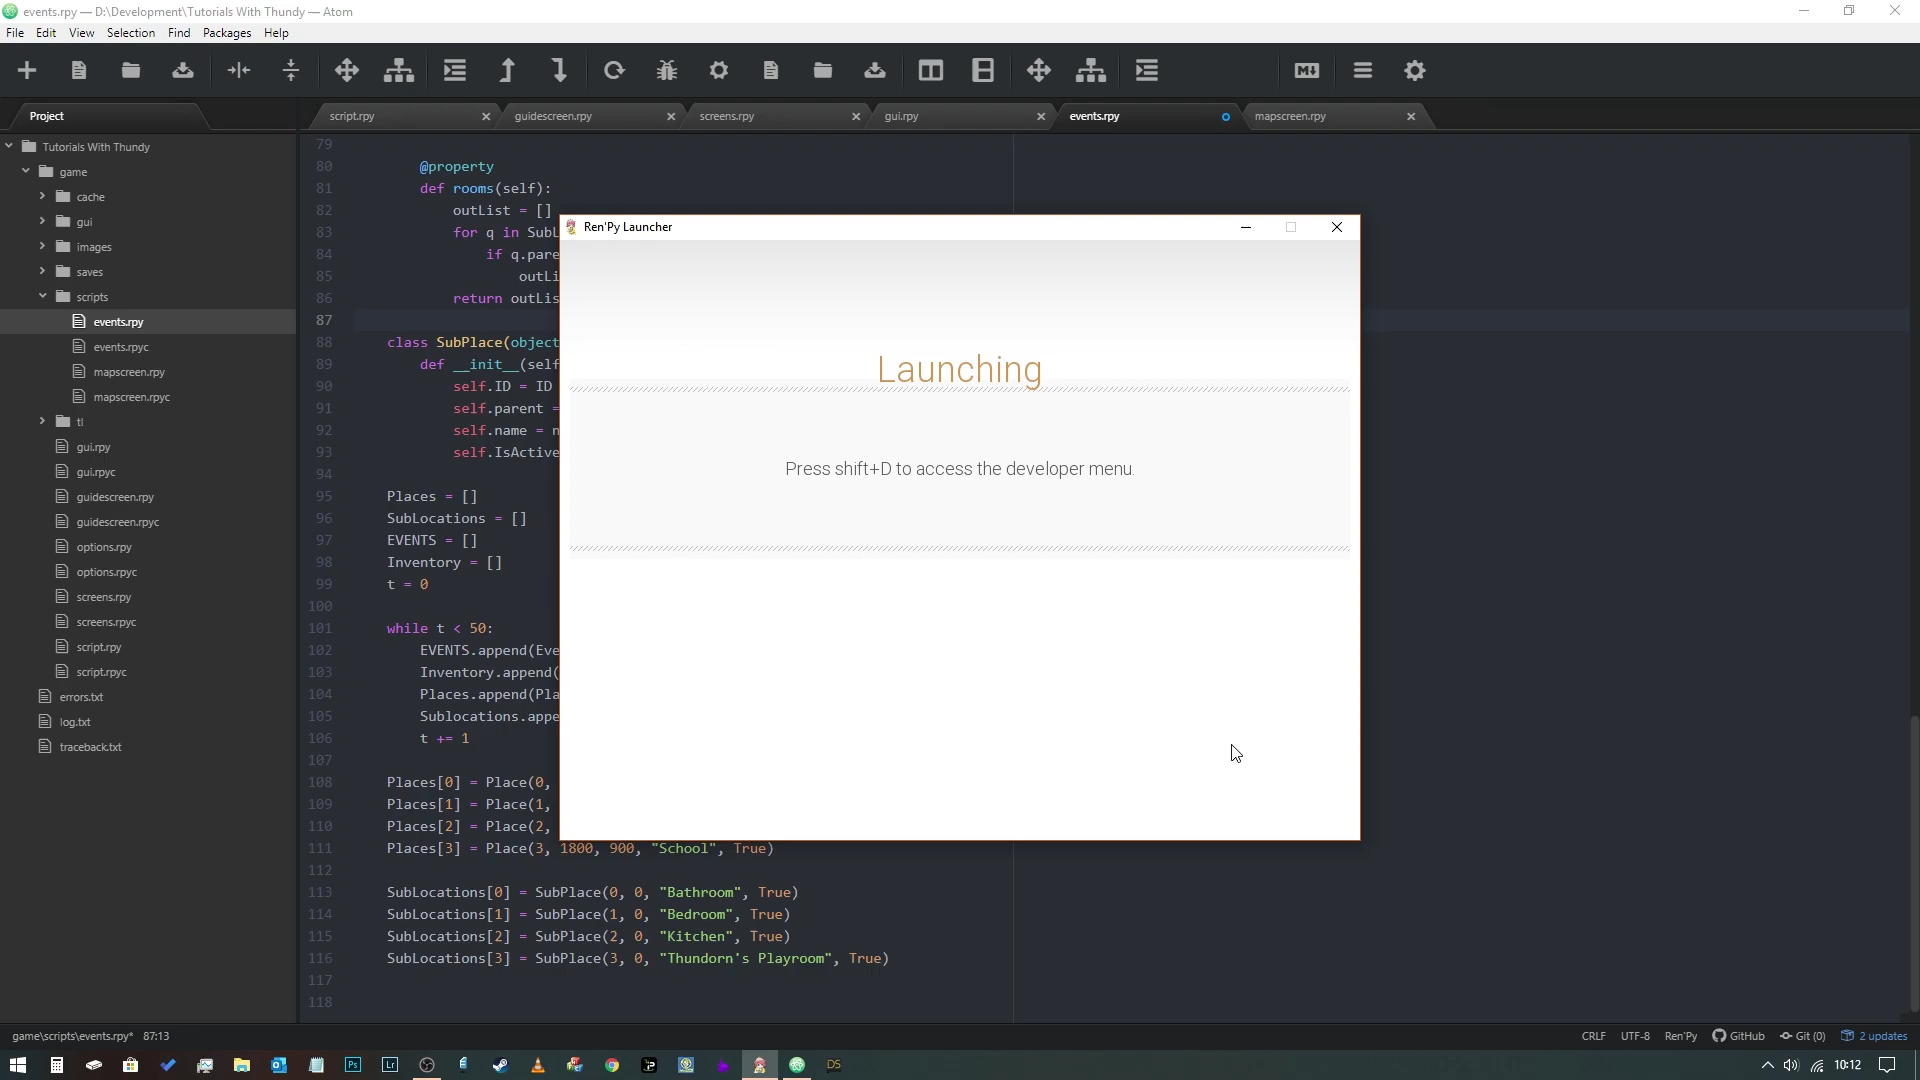 events.rpy — D:\Development\Tutorials With Thundy — Atom
File Edit View Selection Find Packages Help
M↓
Project
script.rpy
guidescreen.rpy
screens.rpy
gui.rpy
events.rpy
mapscreen.rpy
Tutorials With Thundy
game
cache
gui
images
saves
scripts
events.rpy
events.rpyc
mapscreen.rpy
mapscreen.rpyc
tl
gui.rpy
gui.rpyc
guidescreen.rpy
guidescreen.rpyc
options.rpy
options.rpyc
screens.rpy
screens.rpyc
script.rpy
script.rpyc
errors.txt
log.txt
traceback.txt
79
80 @property
81 def rooms(self):
82 outList = []
83 for q in SubL
84 if q.pare
85 outLi
86 return outLis
87
88 class SubPlace(object
89 def __init__(self
90 self.ID = ID
91 self.parent =
92 self.name = n
93 self.IsActive
94
95 Places = []
96 SubLocations = []
97 EVENTS = []
98 Inventory = []
99 t = 0
100
101 while t < 50:
102 EVENTS.append(Eve
103 Inventory.append(
104 Places.append(Pla
105 Sublocations.appe
106 t += 1
107
108 Places[0] = Place(0,
109 Places[1] = Place(1,
110 Places[2] = Place(2,
111 Places[3] = Place(3, 1800, 900, "School", True)
112
113 SubLocations[0] = SubPlace(0, 0, "Bathroom", True)
114 SubLocations[1] = SubPlace(1, 0, "Bedroom", True)
115 SubLocations[2] = SubPlace(2, 0, "Kitchen", True)
116 SubLocations[3] = SubPlace(3, 0, "Thundorn's Playroom", True)
117
118
Ren'Py Launcher
Launching
Press shift+D to access the developer menu.
game\scripts\events.rpy* 87:13
CRLF UTF-8 Ren'Py GitHub Git (0) 2 updates
Ps Lr DS 10:12